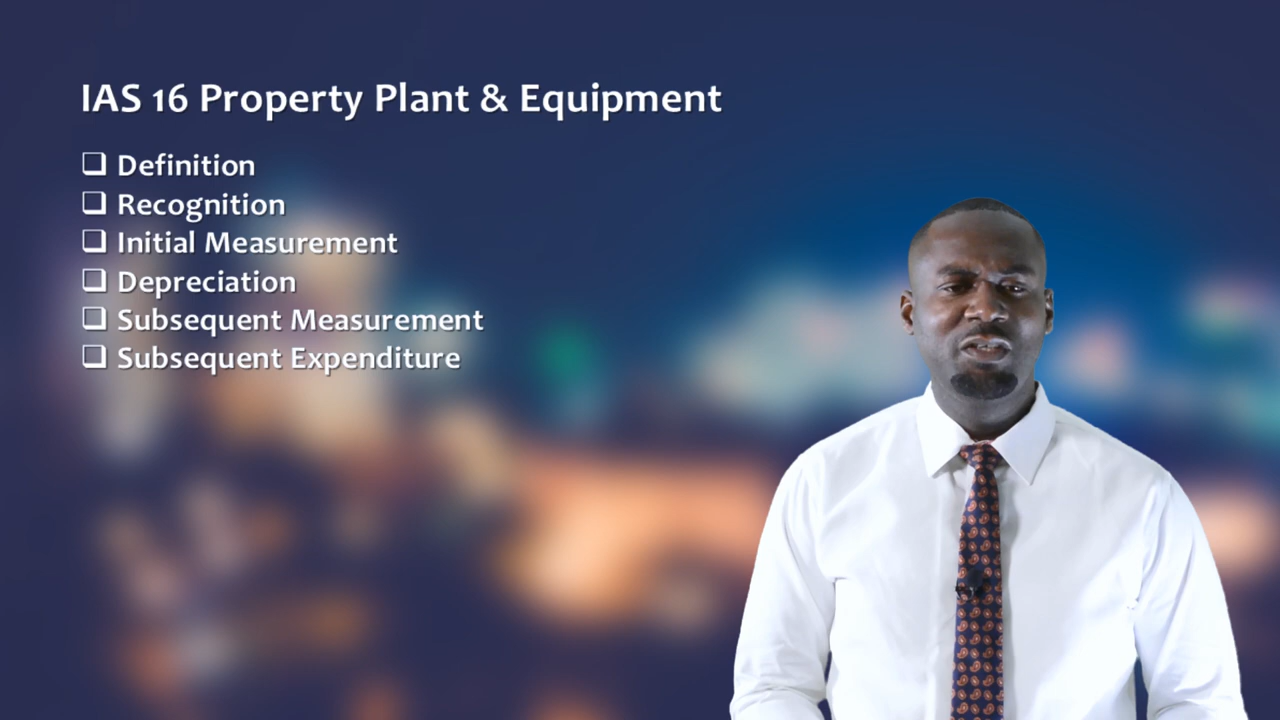 IAS 16 Property Plant & Equipment
❑ Definition
❑ Recognition
❑ Initial Measurement
❑ Depreciation
❑ Subsequent Measurement
❑ Subsequent Expenditure